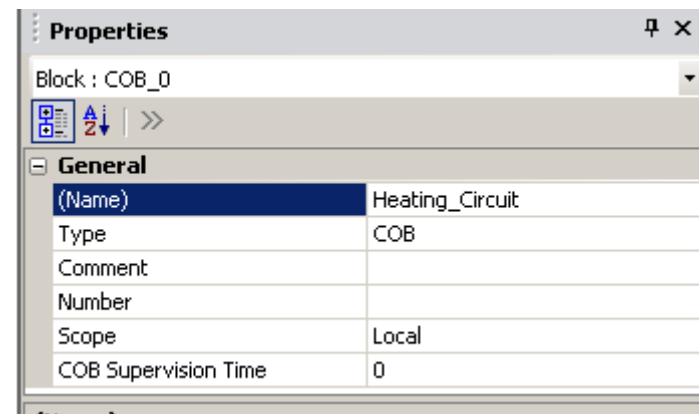 Properties
Block : COB_0
General
(Name) Heating_Circuit
Type COB
Comment
Number
Scope Local
COB Supervision Time 0